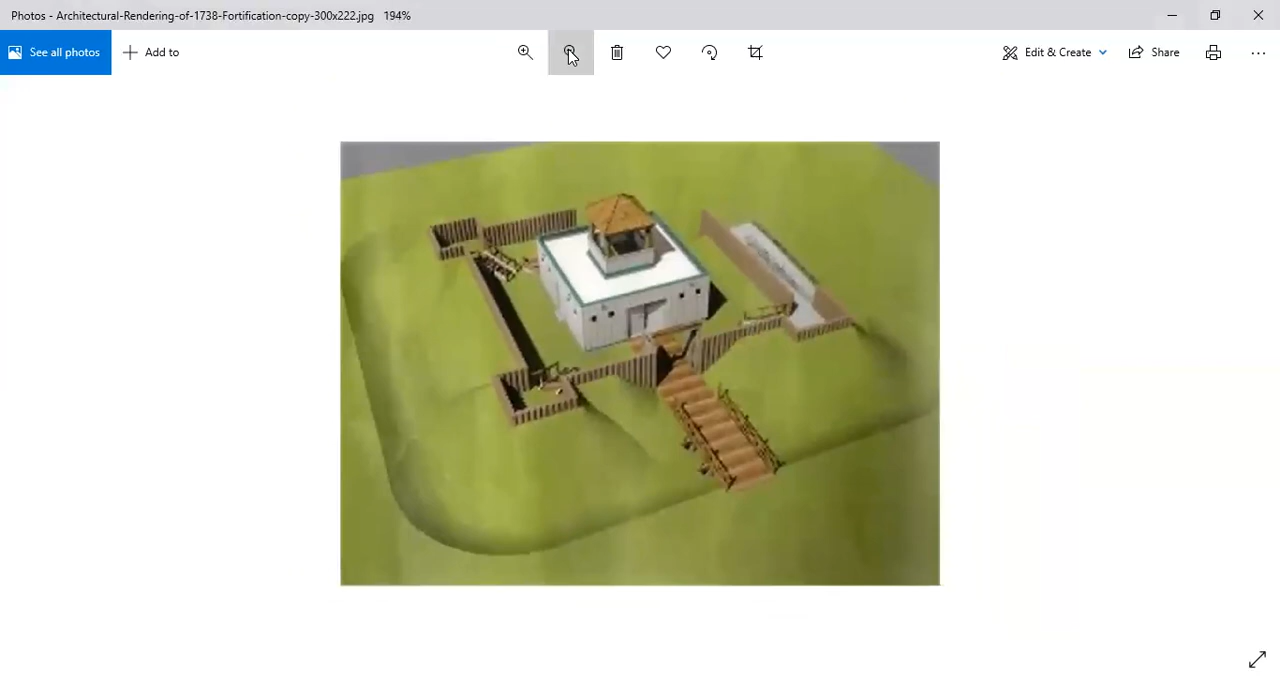 Photos - Architectural-Rendering-of-1738-Fortification-copy-300x222.jpg 194%
See all photos
Add to
Edit & Create
Share